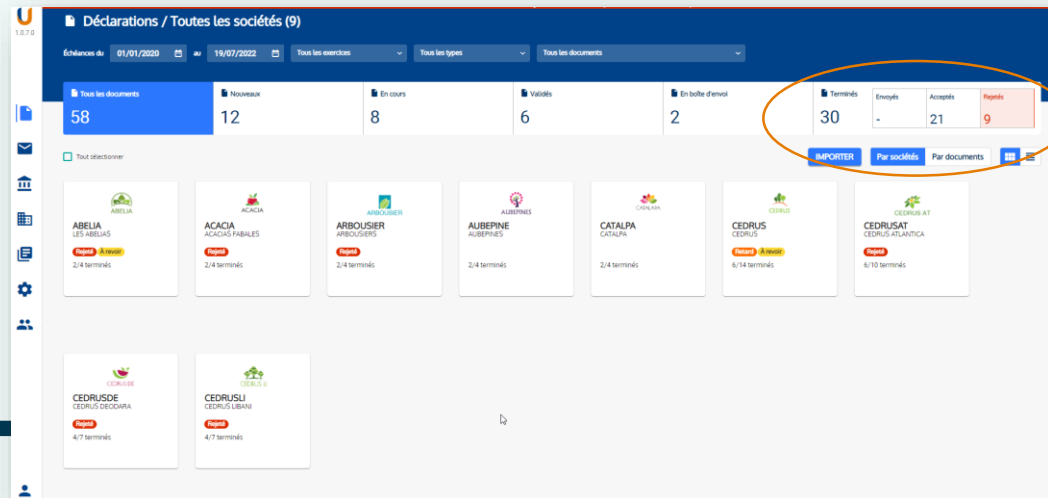 U
1.0.7.0
Déclarations / Toutes les sociétés (9)
Échéances du 01/01/2020 au 19/07/2022 Tous les exercices Tous les types Tous les documents
Tous les documents Nouveaux En cours Validés En boîte d'envoi Terminés Envoyés Acceptés Rejetés
58 12 8 6 2 30 - 21 9
Tout sélectionner IMPORTER Par sociétés Par documents
ABELIA ACACIA ARBOUSIER AUBEPINES CATALPA CEDRUS CEDRUS AT
ABELIA ACACIA ARBOUSIER AUBEPINE CATALPA CEDRUS CEDRUSAT
LES ABELIAS ACACIAS FABALES ARBOUSIERS AUBEPINES CATALPA CEDRUS CEDRUS ATLANTICA
Rejeté À revoir Rejeté Rejeté Retard À revoir Rejeté
2/4 terminés 2/4 terminés 2/4 terminés 2/4 terminés 2/4 terminés 6/14 terminés 6/10 terminés
CEDRUS DE CEDRUS LI
CEDRUSDE CEDRUSLI
CEDRUS DEODARA CEDRUS LIBANI
Rejeté Rejeté
4/7 terminés 4/7 terminés